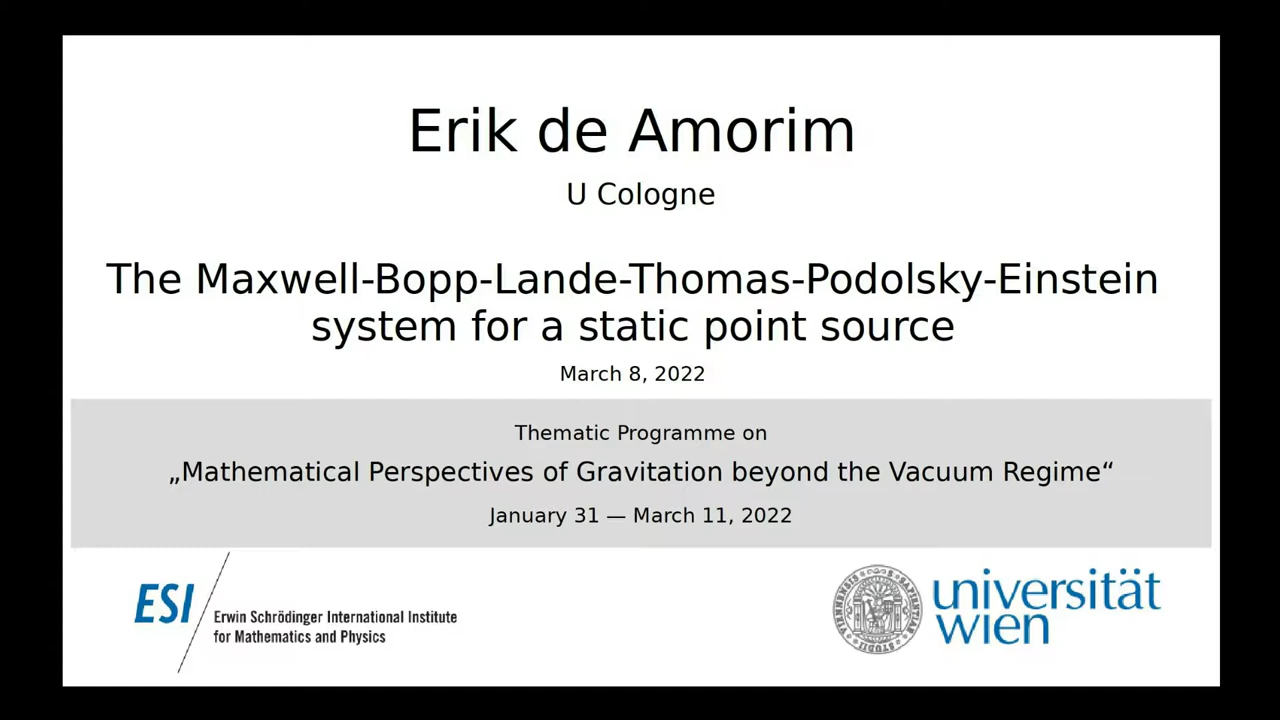 Erik de Amorim
U Cologne
The Maxwell-Bopp-Lande-Thomas-Podolsky-Einstein
system for a static point source
March 8, 2022
Thematic Programme on
„Mathematical Perspectives of Gravitation beyond the Vacuum Regime“
January 31 — March 11, 2022
ESI
Erwin Schrödinger International Institute
for Mathematics and Physics
universität
wien